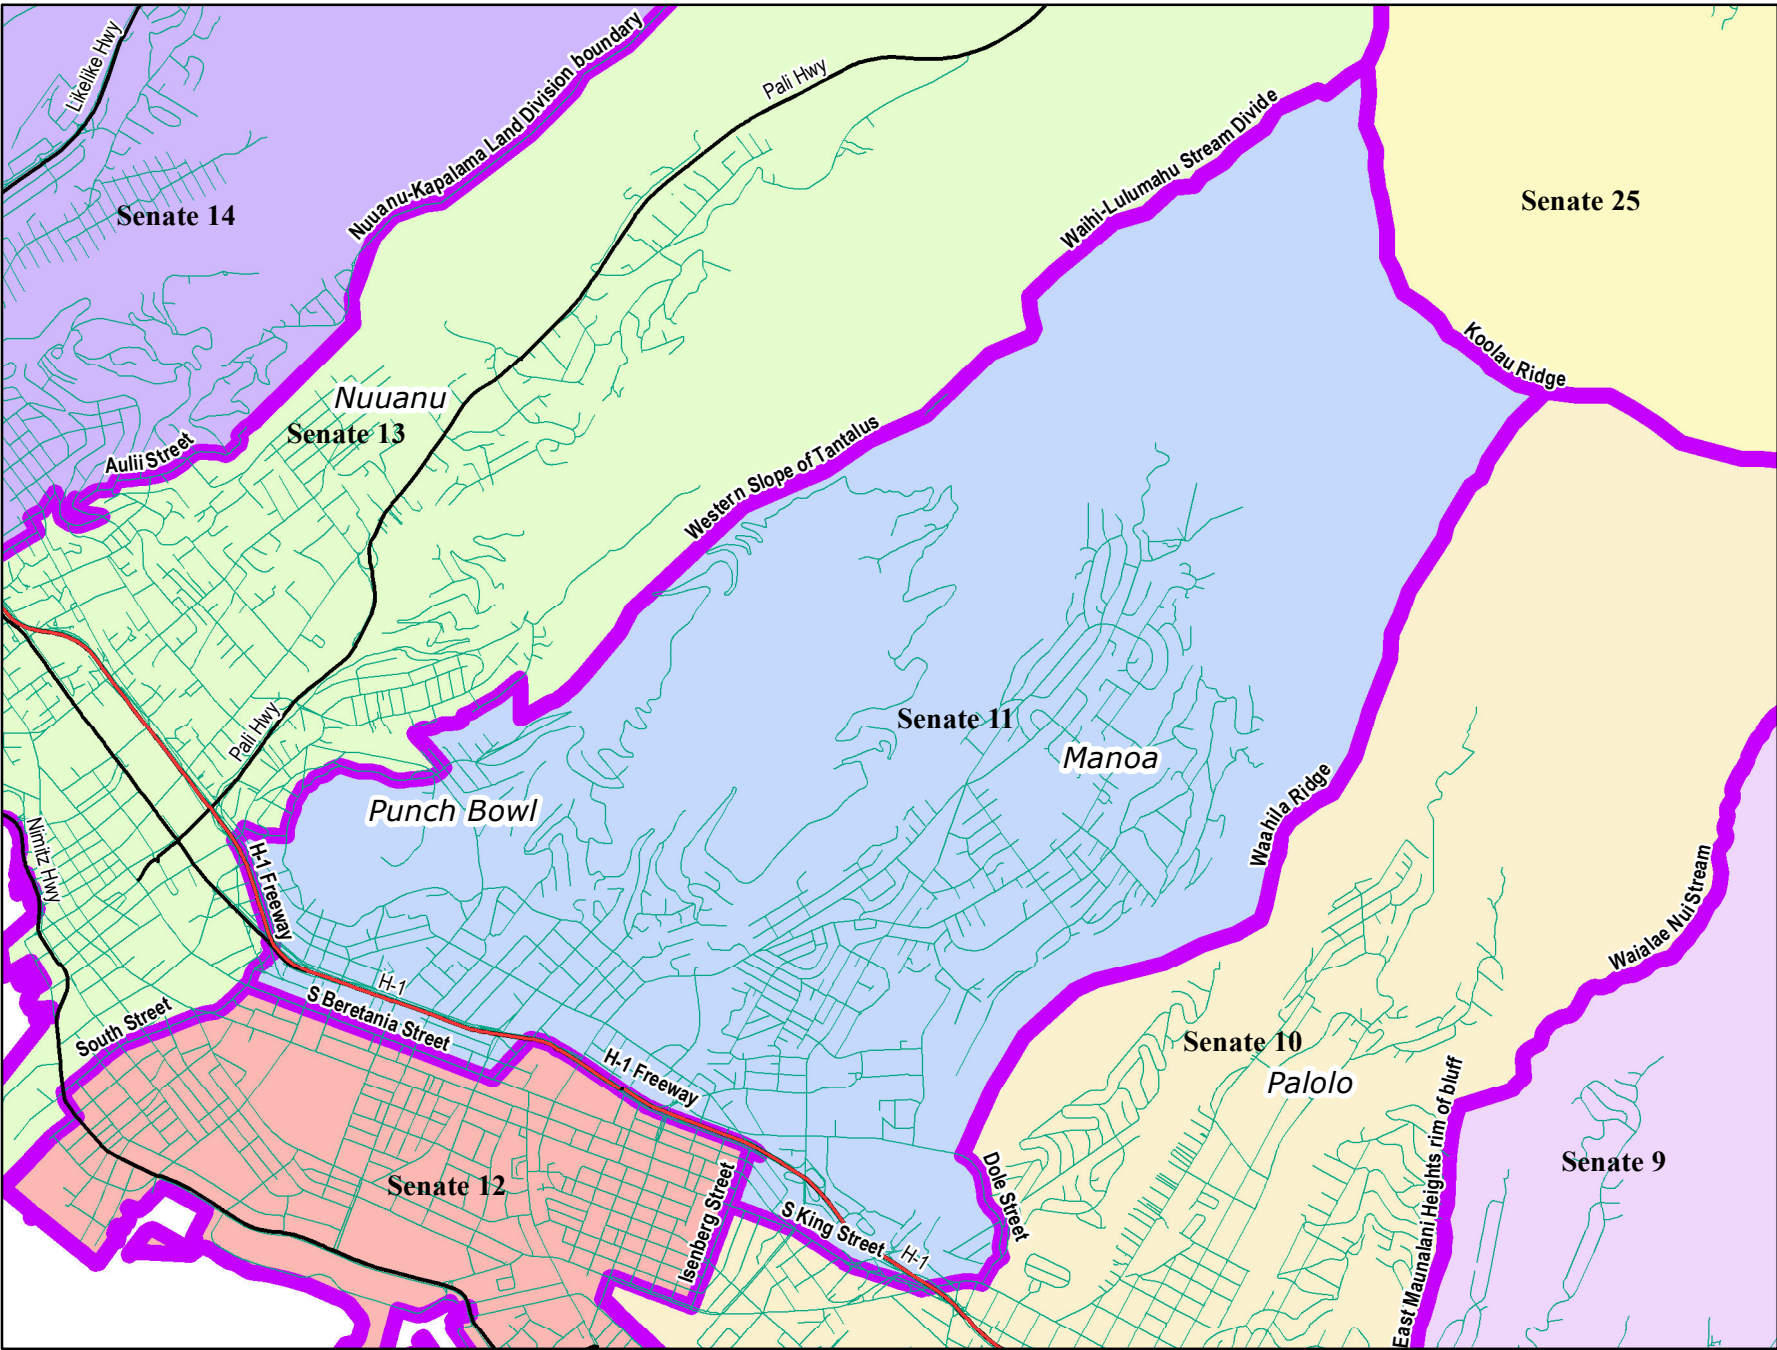 Likelike Hwy
Nuuanu-Kapalama Land Division boundary
Pali Hwy
Waihi-Lulumahu Stream Divide
Senate 14
Senate 25
Koolau Ridge
Nuuanu
Senate 13
Aulii Street
Western Slope of Tantalus
Senate 11
Manoa
Pali Hwy
Punch Bowl
Waahila Ridge
Nimitz Hwy
H-1 Freeway
Waialae Nui Stream
H-1
S Beretania Street
South Street
H-1 Freeway
Senate 10
Palolo
East Maunalani Heights rim of bluff
Senate 9
Senate 12
Isenberg Street
Dole Street
S King Street
H-1